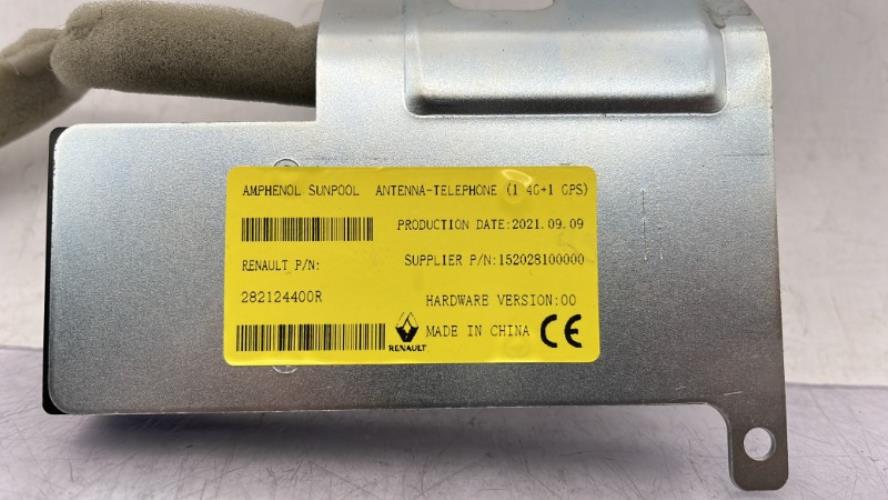 AMPHENOL SUNPOOL ANTENNA-TELEPHONE (1 4G+1 GPS)
PRODUCTION DATE:2021.09.09
RENAULT P/N:
SUPPLIER P/N:152028100000
282124400R
HARDWARE VERSION:00
MADE IN CHINA CE
RENAULT